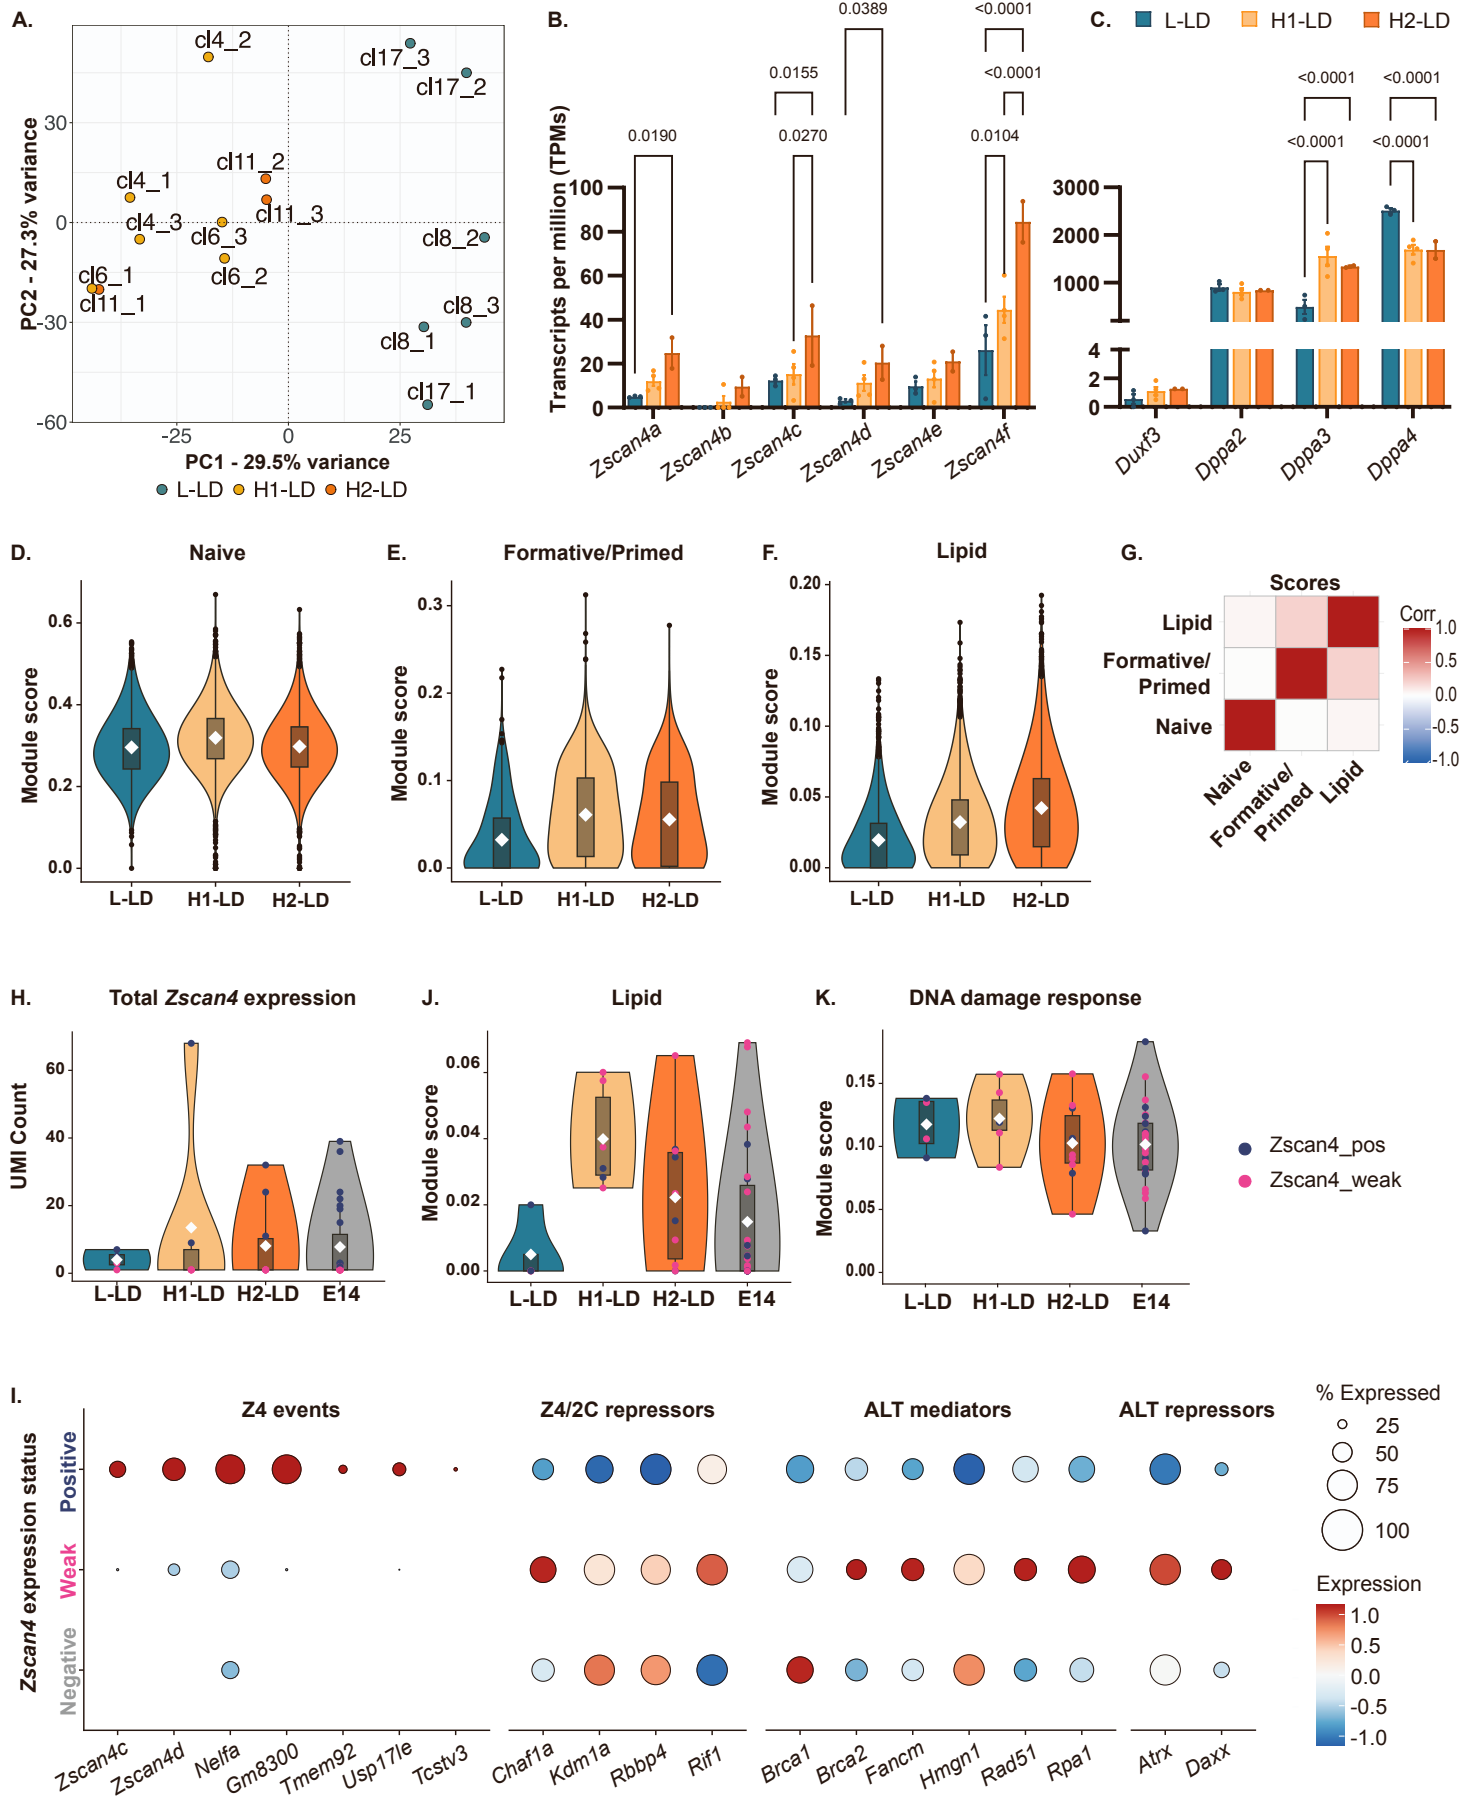 A.
cl4_2
cl17_3
cl17_2
cl11_2
cl4_1
cl11_3
cl4_3
cl6_3
cl8_2
cl6_2
cl6_1
cl11_1
cl8_3
cl8_1
cl17_1
30
0
-30
-60
-25
0
25
PC2 - 27.3% variance
PC1 - 29.5% variance
L-LD H1-LD H2-LD
B.
0.0389
<0.0001
0.0155
<0.0001
0.0190
0.0270
0.0104
Transcripts per million (TPMs)
100
80
60
40
20
0
Zscan4a
Zscan4b
Zscan4c
Zscan4d
Zscan4e
Zscan4f
C.
L-LD H1-LD H2-LD
<0.0001
<0.0001
<0.0001
<0.0001
3000
2000
1000
4
2
0
Duxf3
Dppa2
Dppa3
Dppa4
D.
Naive
Module score
0.6
0.4
0.2
0.0
L-LD H1-LD H2-LD
E.
Formative/Primed
Module score
0.3
0.2
0.1
0.0
L-LD H1-LD H2-LD
F.
Lipid
Module score
0.20
0.15
0.10
0.05
0.00
L-LD H1-LD H2-LD
G.
Scores
Lipid
Formative/
Primed
Naive
Naive
Formative/
Primed
Lipid
Corr
1.0
0.5
0.0
-0.5
-1.0
H.
Total Zscan4 expression
UMI Count
60
40
20
0
L-LD H1-LD H2-LD E14
J.
Lipid
Module score
0.06
0.04
0.02
0.00
L-LD H1-LD H2-LD E14
K.
DNA damage response
Module score
0.15
0.10
0.05
0.00
L-LD H1-LD H2-LD E14
Zscan4_pos
Zscan4_weak
I.
Z4 events
Z4/2C repressors
ALT mediators
ALT repressors
Zscan4 expression status
Positive
Weak
Negative
Zscan4c
Zscan4d
Nelfa
Gm8300
Tmem92
Usp17le
Tcstv3
Chaf1a
Kdm1a
Rbbp4
Rif1
Brca1
Brca2
Fancm
Hmgn1
Rad51
Rpa1
Atrx
Daxx
% Expressed
25
50
75
100
Expression
1.0
0.5
0.0
-0.5
-1.0